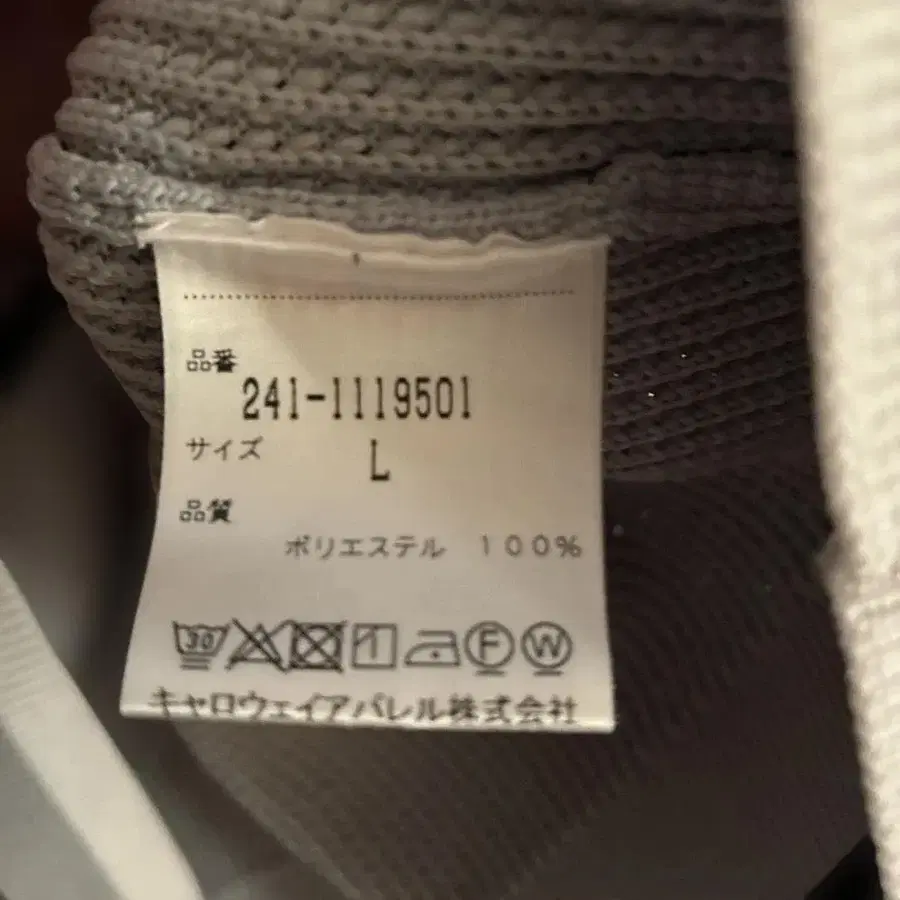 品番
241-1119501
サイズ
L
品質
ポリエステル 100%
30 F W
キャロウェイアパレル株式会社